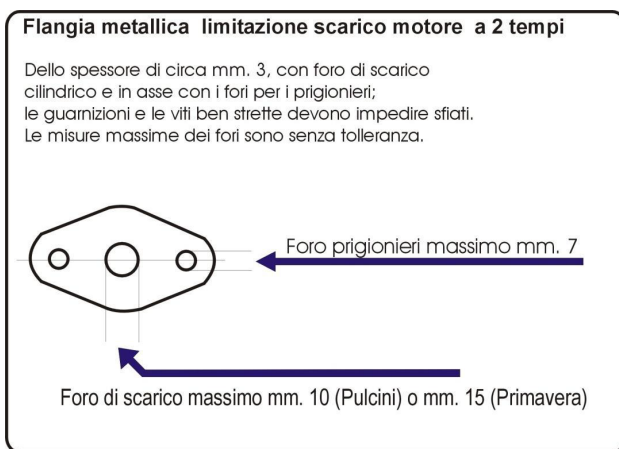 Flangia metallica limitazione scarico motore a 2 tempi
Dello spessore di circa mm. 3, con foro di scarico
cilindrico e in asse con i fori per i prigionieri;
le guarnizioni e le viti ben strette devono impedire sfiati.
Le misure massime dei fori sono senza tolleranza.
Foro prigionieri massimo mm. 7
Foro di scarico massimo mm. 10 (Pulcini) o mm. 15 (Primavera)